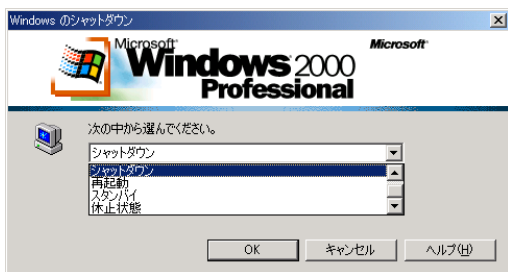 Windows のシャットダウン
Microsoft
Windows 2000
Professional
Microsoft
次の中から選んでください。
シャットダウン
シャットダウン
再起動
スタンバイ
休止状態
OK
キャンセル
ヘルプ(H)